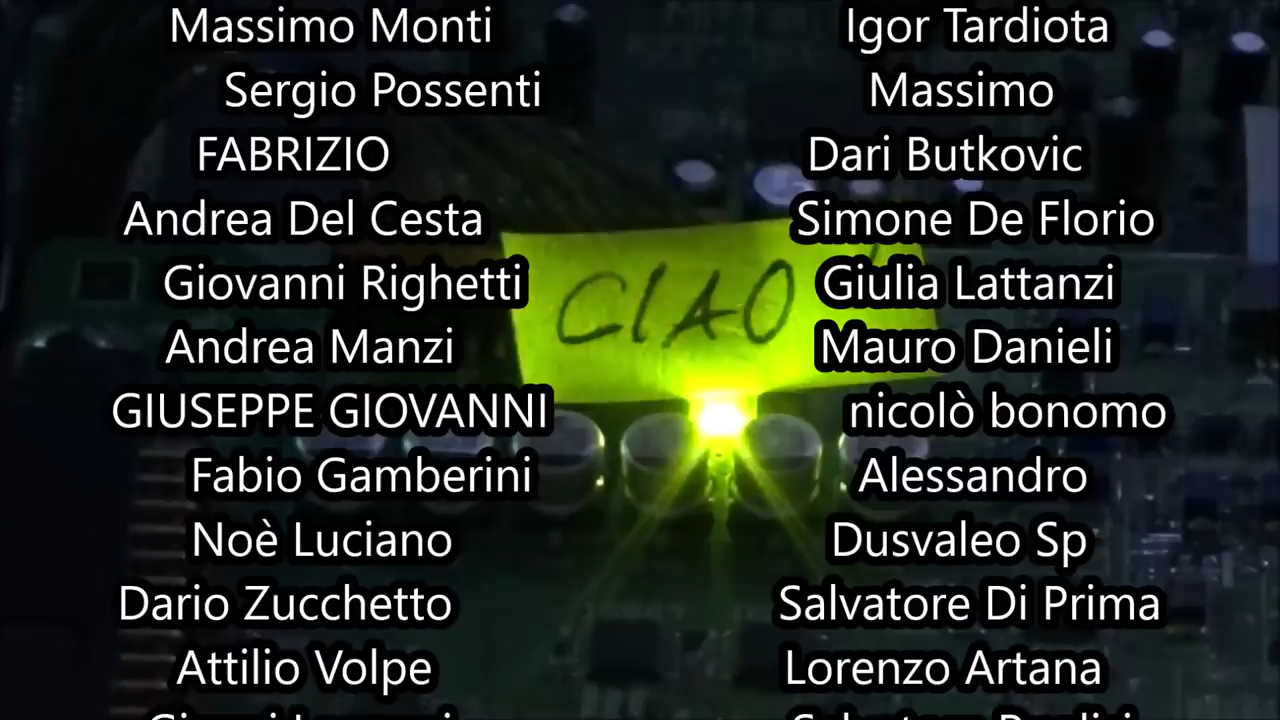 Massimo Monti
Igor Tardiota
Sergio Possenti
Massimo
FABRIZIO
Dari Butkovic
Andrea Del Cesta
Simone De Florio
Giovanni Righetti
CIAO
Giulia Lattanzi
Andrea Manzi
Mauro Danieli
GIUSEPPE GIOVANNI
nicolò bonomo
Fabio Gamberini
Alessandro
Noè Luciano
Dusvaleo Sp
Dario Zucchetto
Salvatore Di Prima
Attilio Volpe
Lorenzo Artana